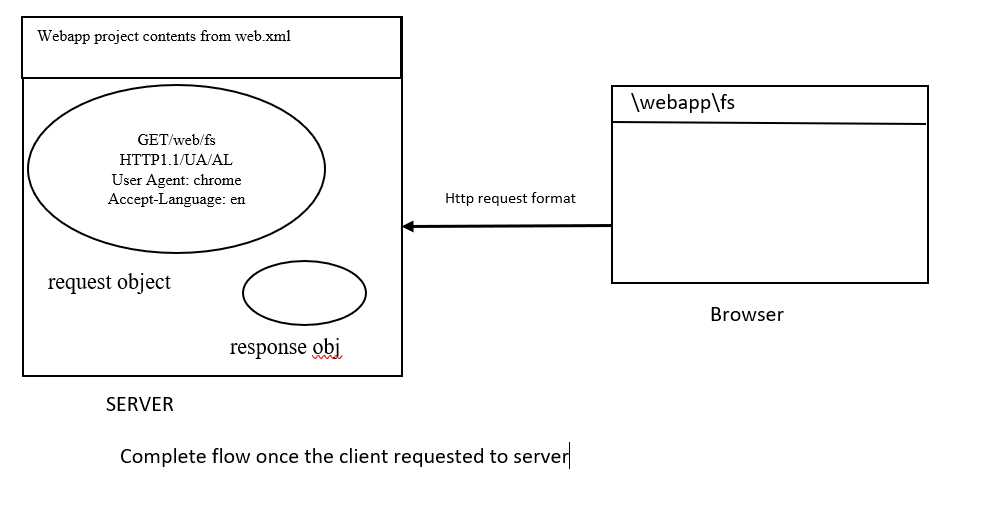 Webapp project contents from web.xml
\webapp\fs
GET/web/fs
HTTP1.1/UA/AL
User Agent: chrome
Accept-Language: en
Http request format
request object
Browser
response obj
SERVER
Complete flow once the client requested to server